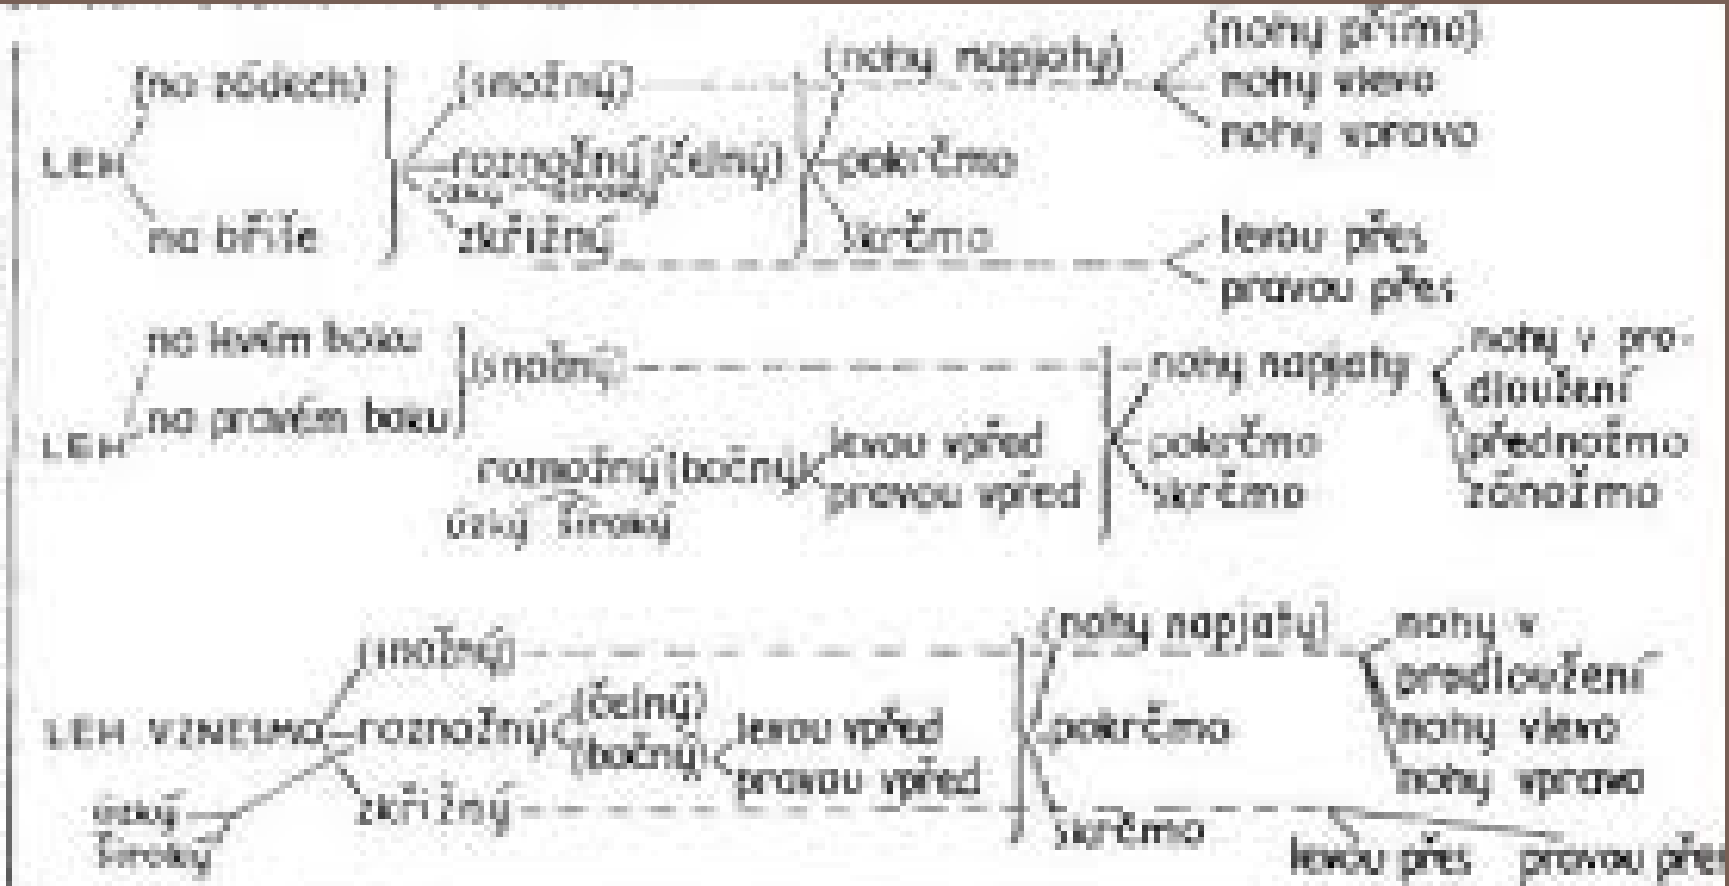 (nohy přímo)
(na zádech) (snožný) (nohy napjaty) nohy vlevo
nohy vpravo
LEH roznožný (čelný) pokrčmo
úzký široký
na břiše zkřižný skrčmo levou přes
pravou přes
na levém boku (snožný) nohy napjaty nohy v pro-
dloužení
na pravém boku
LEH roznožný (bočný) levou vpřed pokrčmo přednožmo
pravou vpřed skrčmo zánožmo
úzký široký
(snožný) (nohy napjaty) nohy v
prodloužení
(čelný)
LEH VZNESMO roznožný levou vpřed pokrčmo nohy vlevo
(bočný) pravou vpřed nohy vpravo
úzký zkřižný
široký skrčmo levou přes pravou přes